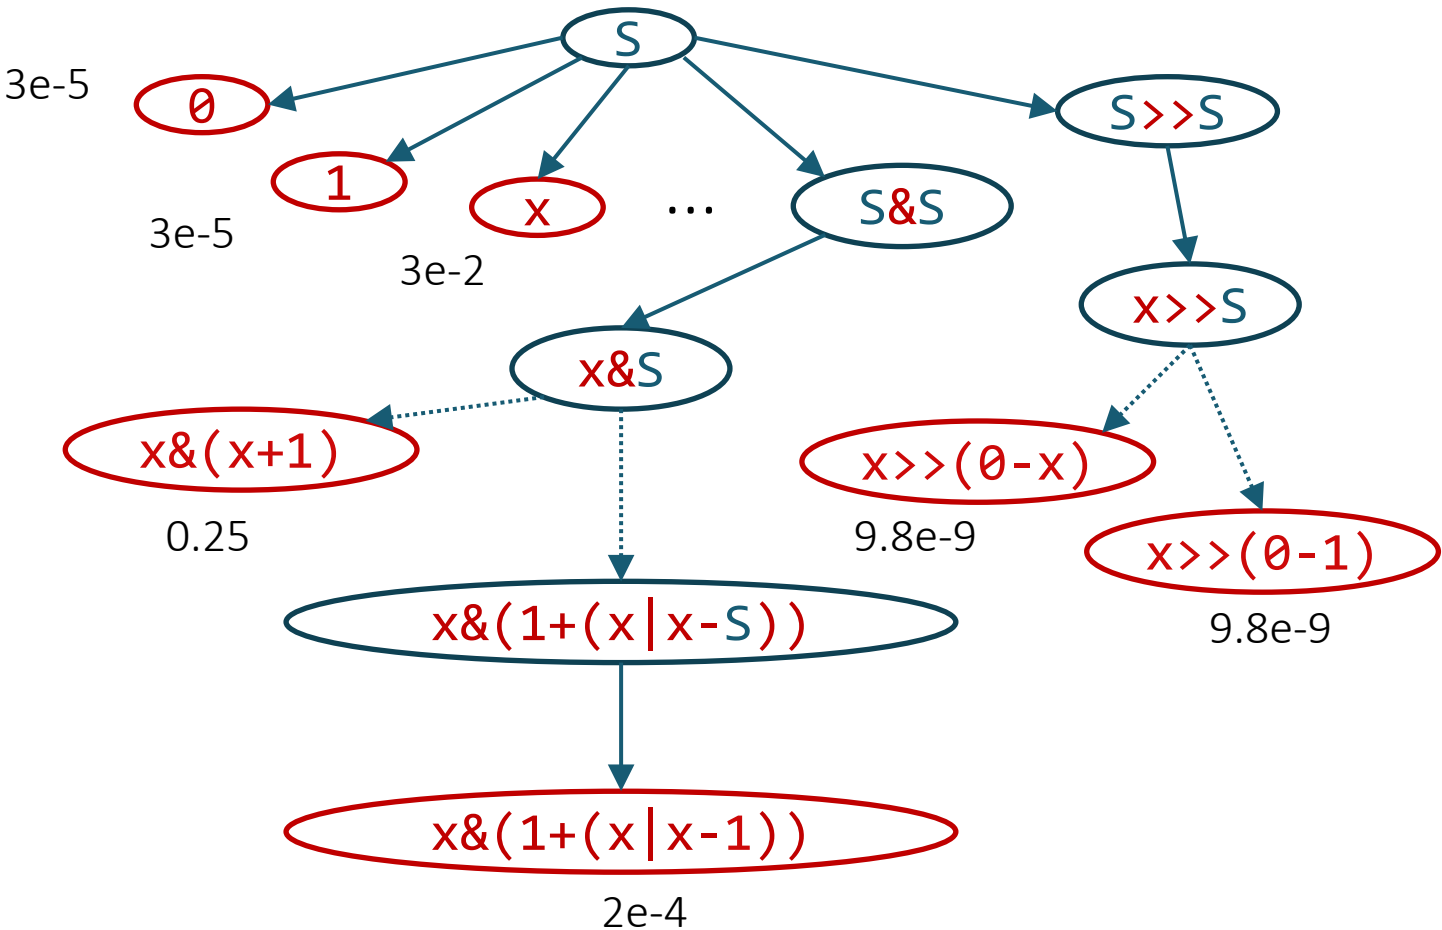 S
3e-5
0
S>>S
1
x
...
S&S
3e-5
3e-2
x>>S
x&S
x&(x+1)
x>>(0-x)
0.25
9.8e-9
x>>(0-1)
x&(1+(x|x-S))
9.8e-9
x&(1+(x|x-1))
2e-4